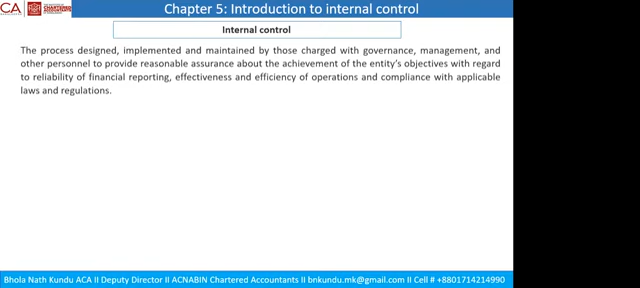 CA
CHARTERED
ACCOUNTANTS
Chapter 5: Introduction to internal control
Internal control
The process designed, implemented and maintained by those charged with governance, management, and
other personnel to provide reasonable assurance about the achievement of the entity's objectives with regard
to reliability of financial reporting, effectiveness and efficiency of operations and compliance with applicable
laws and regulations.
Bhola Nath Kundu ACA II Deputy Director II ACNABIN Chartered Accountants II bnkundu.mk@gmail.com II Cell # +8801714214990